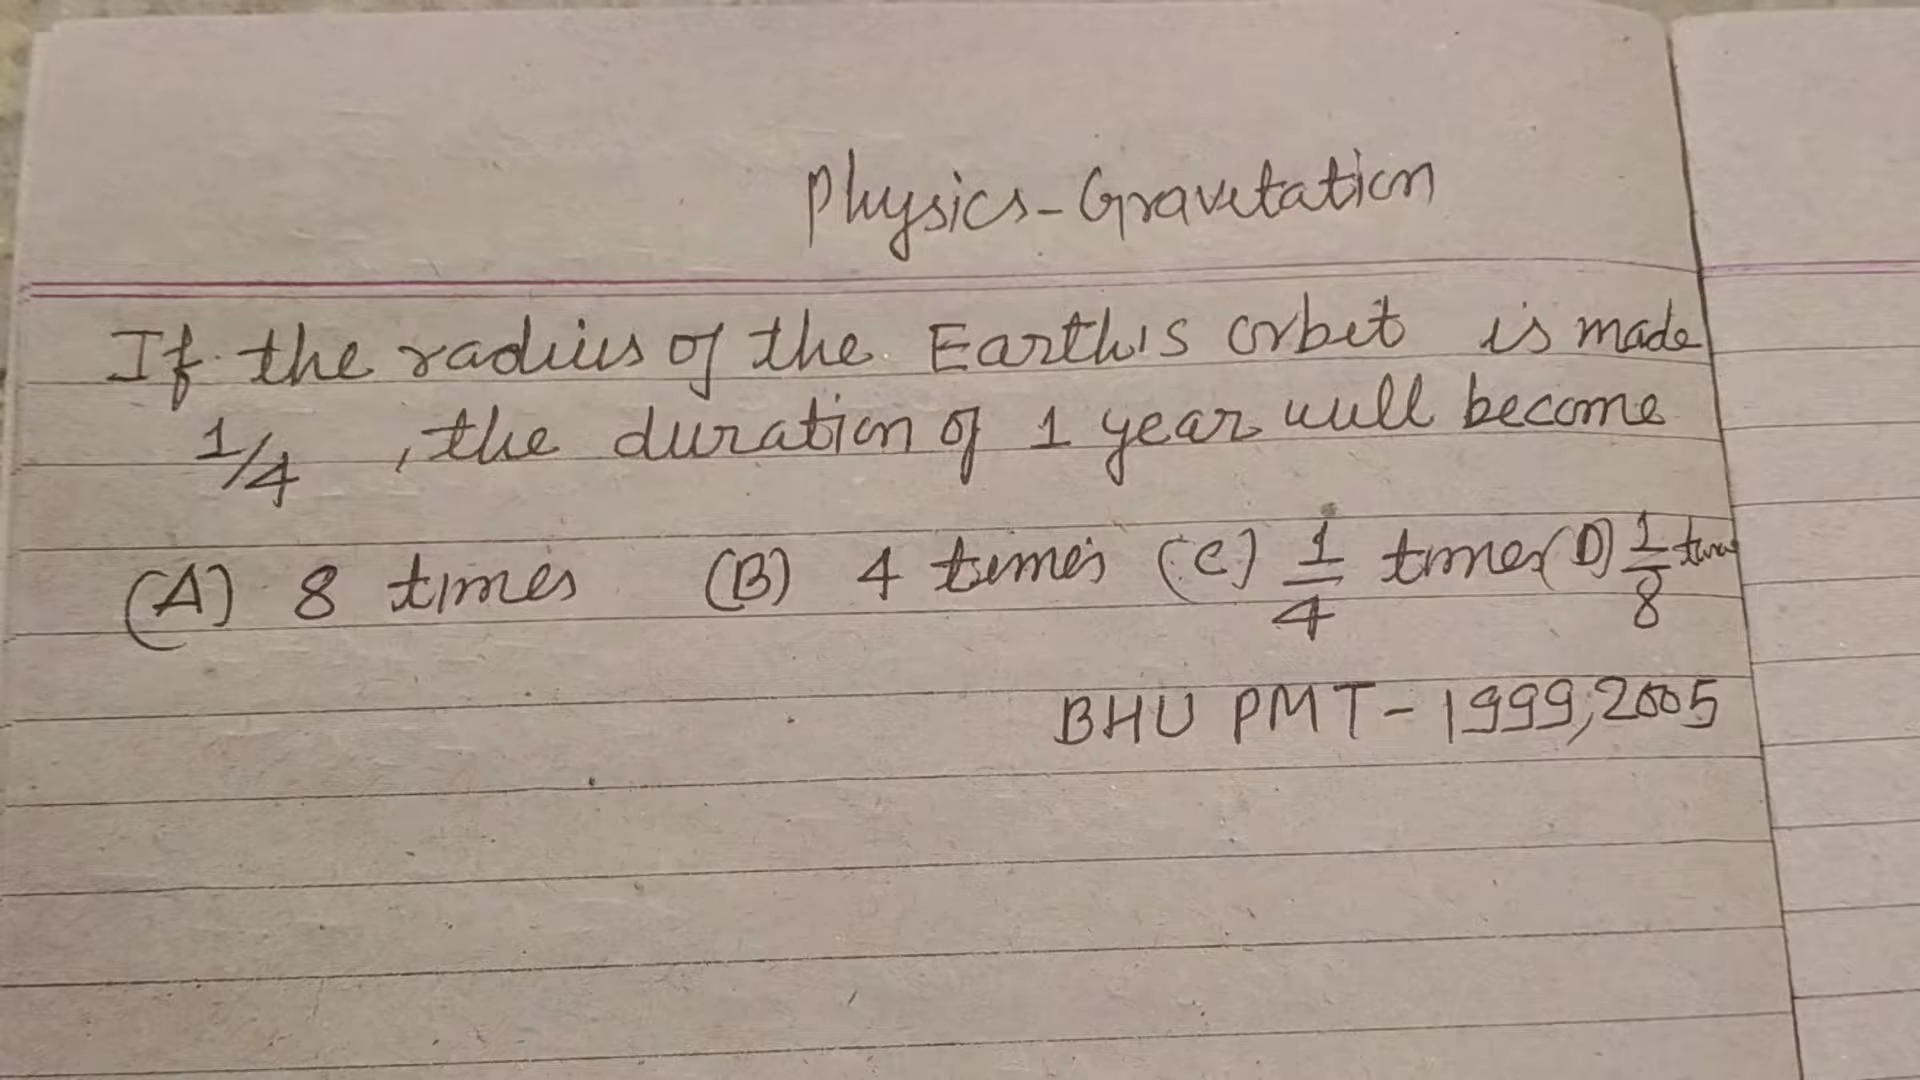 Physics-Gravitation
If the radius of the Earth's orbit is made
1/4 , the duration of 1 year will become
(A) 8 times (B) 4 times (C) 1/4 times (D) 1/8 times
BHU PMT-1999,2005